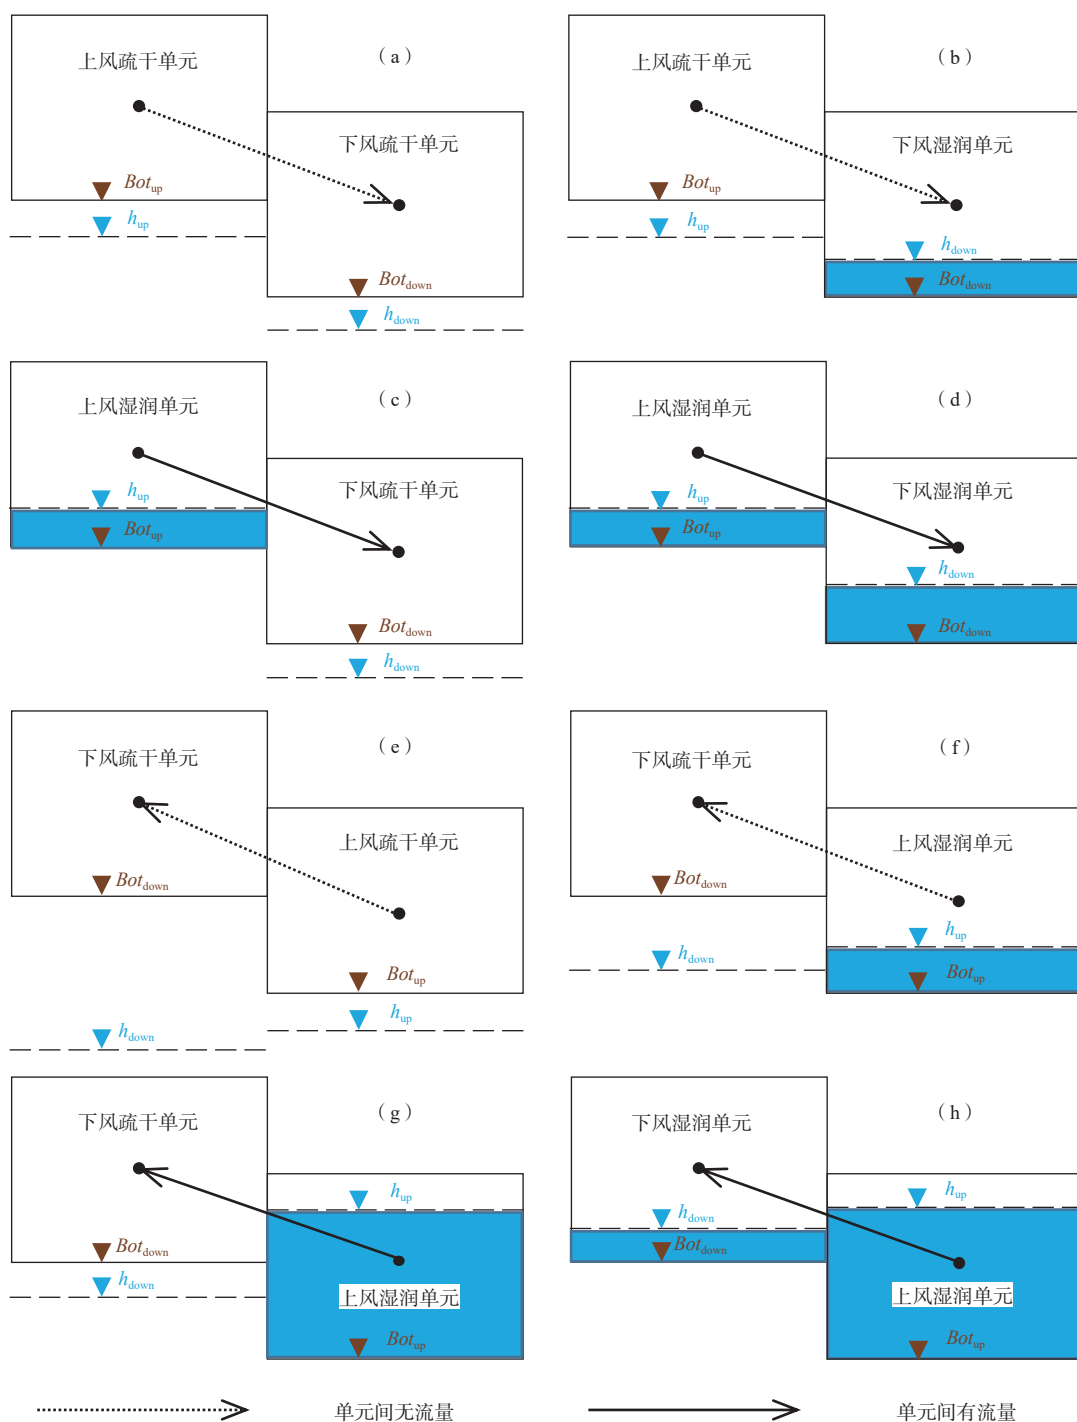 上风疏干单元
（a）
下风疏干单元
Bot_up
h_up
Bot_down
h_down
上风疏干单元
（b）
下风湿润单元
Bot_up
h_up
h_down
Bot_down
上风湿润单元
（c）
下风疏干单元
h_up
Bot_up
Bot_down
h_down
上风湿润单元
（d）
下风湿润单元
h_up
Bot_up
h_down
Bot_down
下风疏干单元
（e）
上风疏干单元
Bot_down
Bot_up
h_up
h_down
下风疏干单元
（f）
上风湿润单元
Bot_down
h_up
h_down
Bot_up
下风疏干单元
（g）
h_up
Bot_down
h_down
上风湿润单元
Bot_up
下风湿润单元
（h）
h_up
h_down
Bot_down
上风湿润单元
Bot_up
单元间无流量
单元间有流量